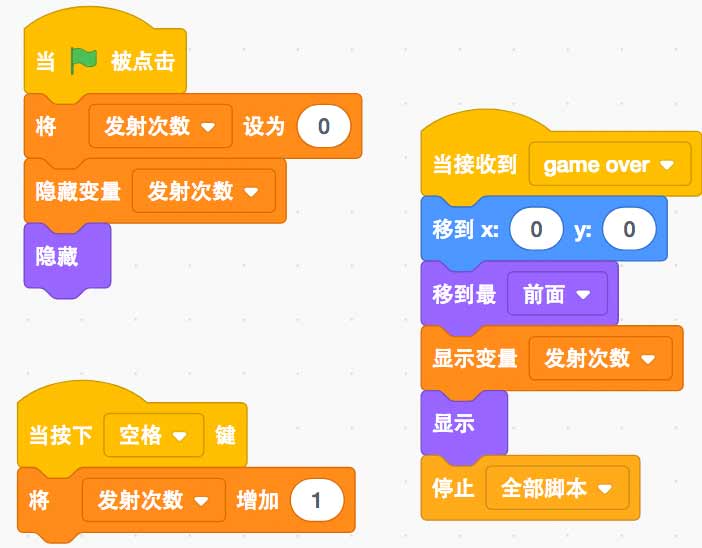 当 被点击
将 发射次数 设为 0
隐藏变量 发射次数
隐藏
当按下 空格 键
将 发射次数 增加 1
当接收到 game over
移到 x: 0 y: 0
移到最 前面
显示变量 发射次数
显示
停止 全部脚本